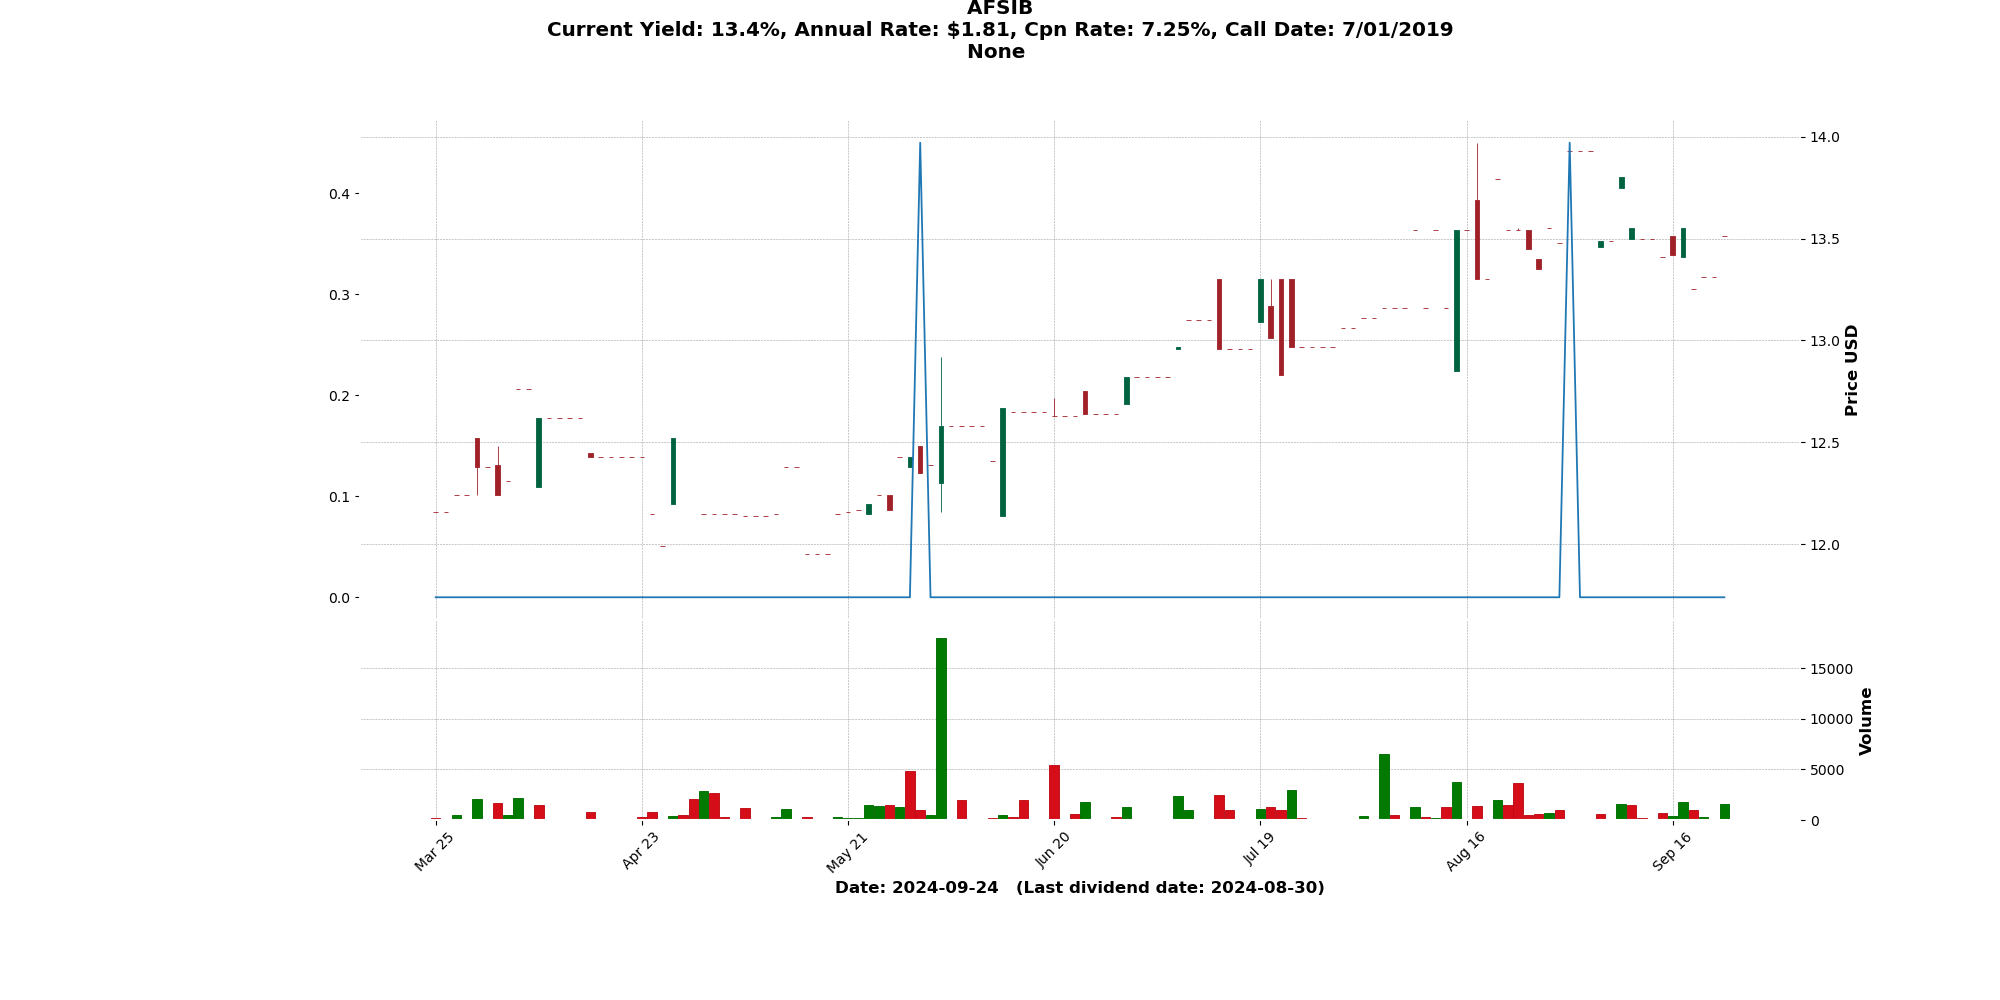 AFSIB
Current Yield: 13.4%, Annual Rate: $1.81, Cpn Rate: 7.25%, Call Date: 7/01/2019
None
0.4
0.3
0.2
0.1
0.0
14.0
13.5
13.0
12.5
12.0
Price USD
15000
10000
5000
0
Volume
Mar 25
Apr 23
May 21
Jun 20
Jul 19
Aug 16
Sep 16
Date: 2024-09-24 (Last dividend date: 2024-08-30)